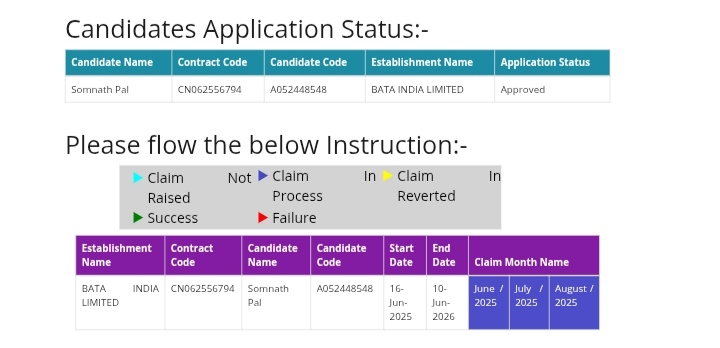 Candidates Application Status:-
Candidate Name Contract Code Candidate Code Establishment Name Application Status
Somnath Pal CN062556794 A052448548 BATA INDIA LIMITED Approved
Please flow the below Instruction:-
Claim Not Claim In Claim In
Raised Process Reverted
Success Failure
Establishment Contract Candidate Candidate Start End
Name Code Name Code Date Date Claim Month Name
BATA INDIA CN062556794 Somnath A052448548 16- 10- June / July / August /
LIMITED Pal Jun- Jun- 2025 2025 2025
2025 2026